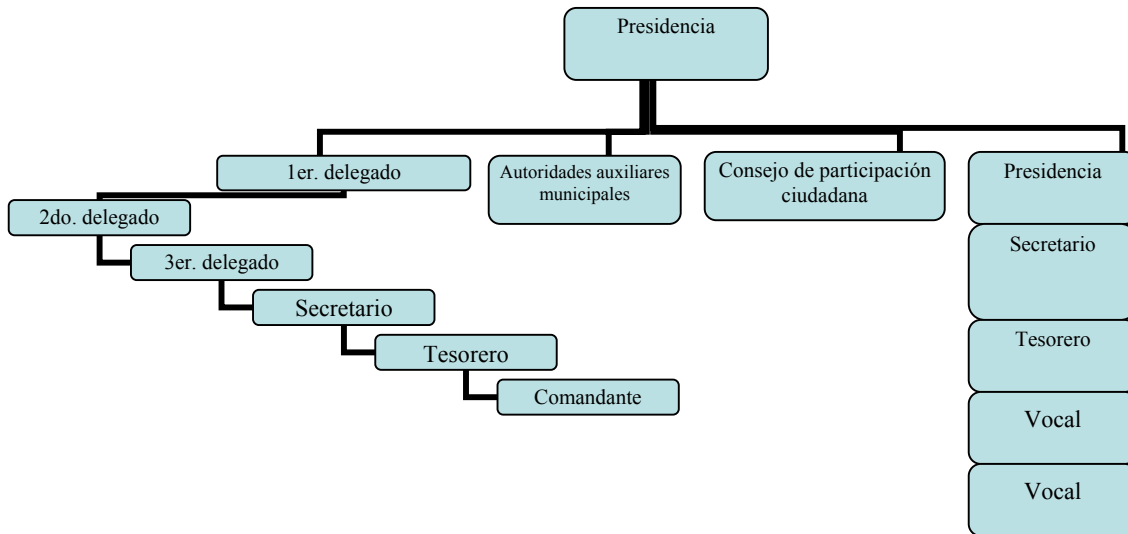 Presidencia
1er. delegado
Autoridades auxiliares
municipales
Consejo de participación
ciudadana
Presidencia
2do. delegado
Secretario
3er. delegado
Secretario
Tesorero
Tesorero
Comandante
Vocal
Vocal